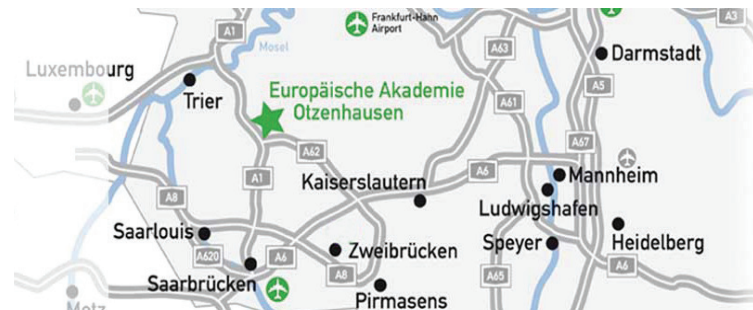 A1
Frankfurt-Hahn
Airport
A3
A63
Mosel
Darmstadt
Luxembourg
Trier
Europäische Akademie
Otzenhausen
A5
A61
A67
A62
A1
A6
Kaiserslautern
Mannheim
A8
Ludwigshafen
Saarlouis
Zweibrücken
Speyer
Heidelberg
A620
A6
A6
Saarbrücken
A8
A65
Pirmasens
Metz